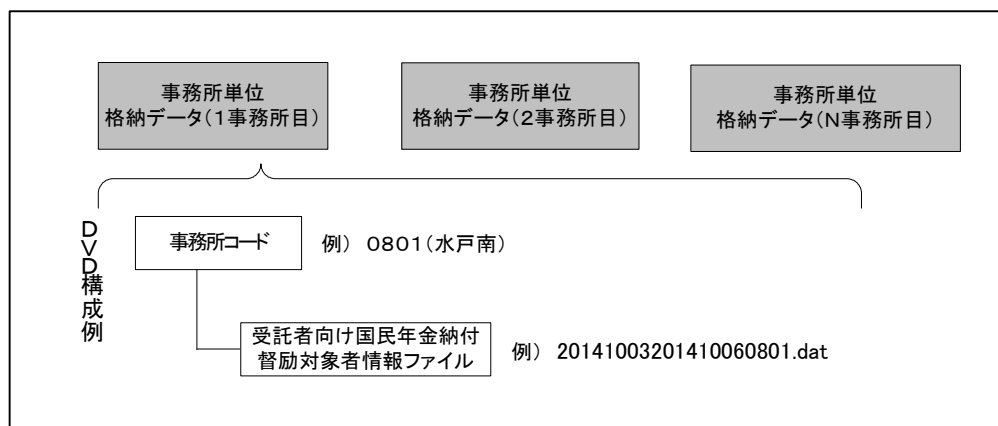 事務所単位
格納データ(1事務所目)
事務所単位
格納データ(2事務所目)
事務所単位
格納データ(N事務所目)
DVD構成例
事務所コード
例) 0801(水戸南)
受託者向け国民年金納付
督励対象者情報ファイル
例) 20141003201410060801.dat